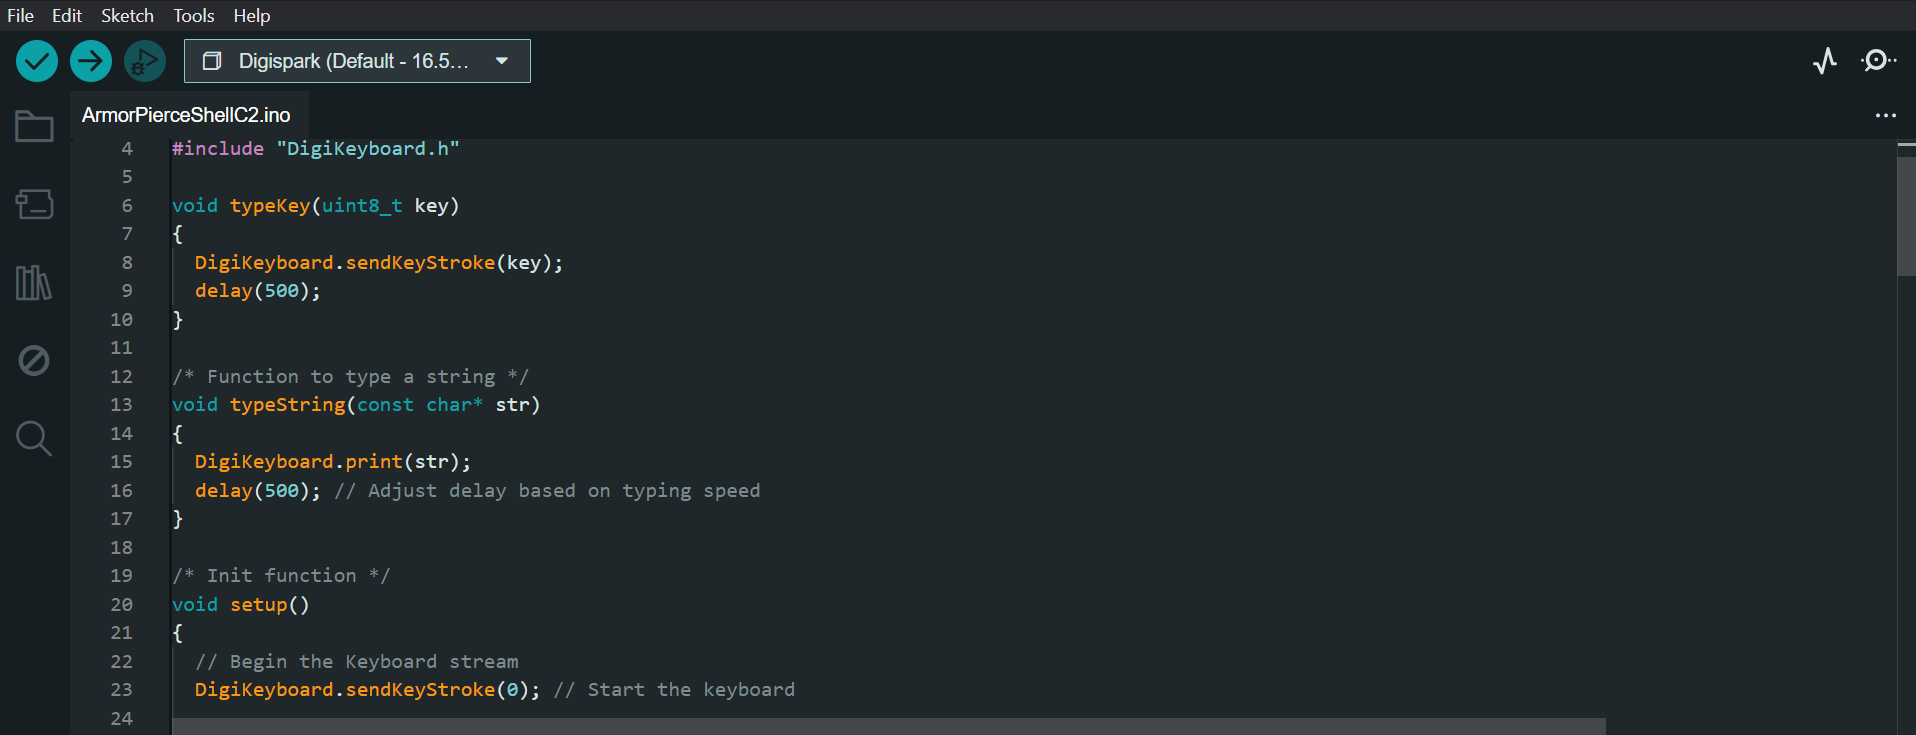 File Edit Sketch Tools Help
Digispark (Default - 16.5...
ArmorPierceShellC2.ino
4 #include "DigiKeyboard.h"
5
6 void typeKey(uint8_t key)
7 {
8 DigiKeyboard.sendKeyStroke(key);
9 delay(500);
10 }
11
12 /* Function to type a string */
13 void typeString(const char* str)
14 {
15 DigiKeyboard.print(str);
16 delay(500); // Adjust delay based on typing speed
17 }
18
19 /* Init function */
20 void setup()
21 {
22 // Begin the Keyboard stream
23 DigiKeyboard.sendKeyStroke(0); // Start the keyboard
24